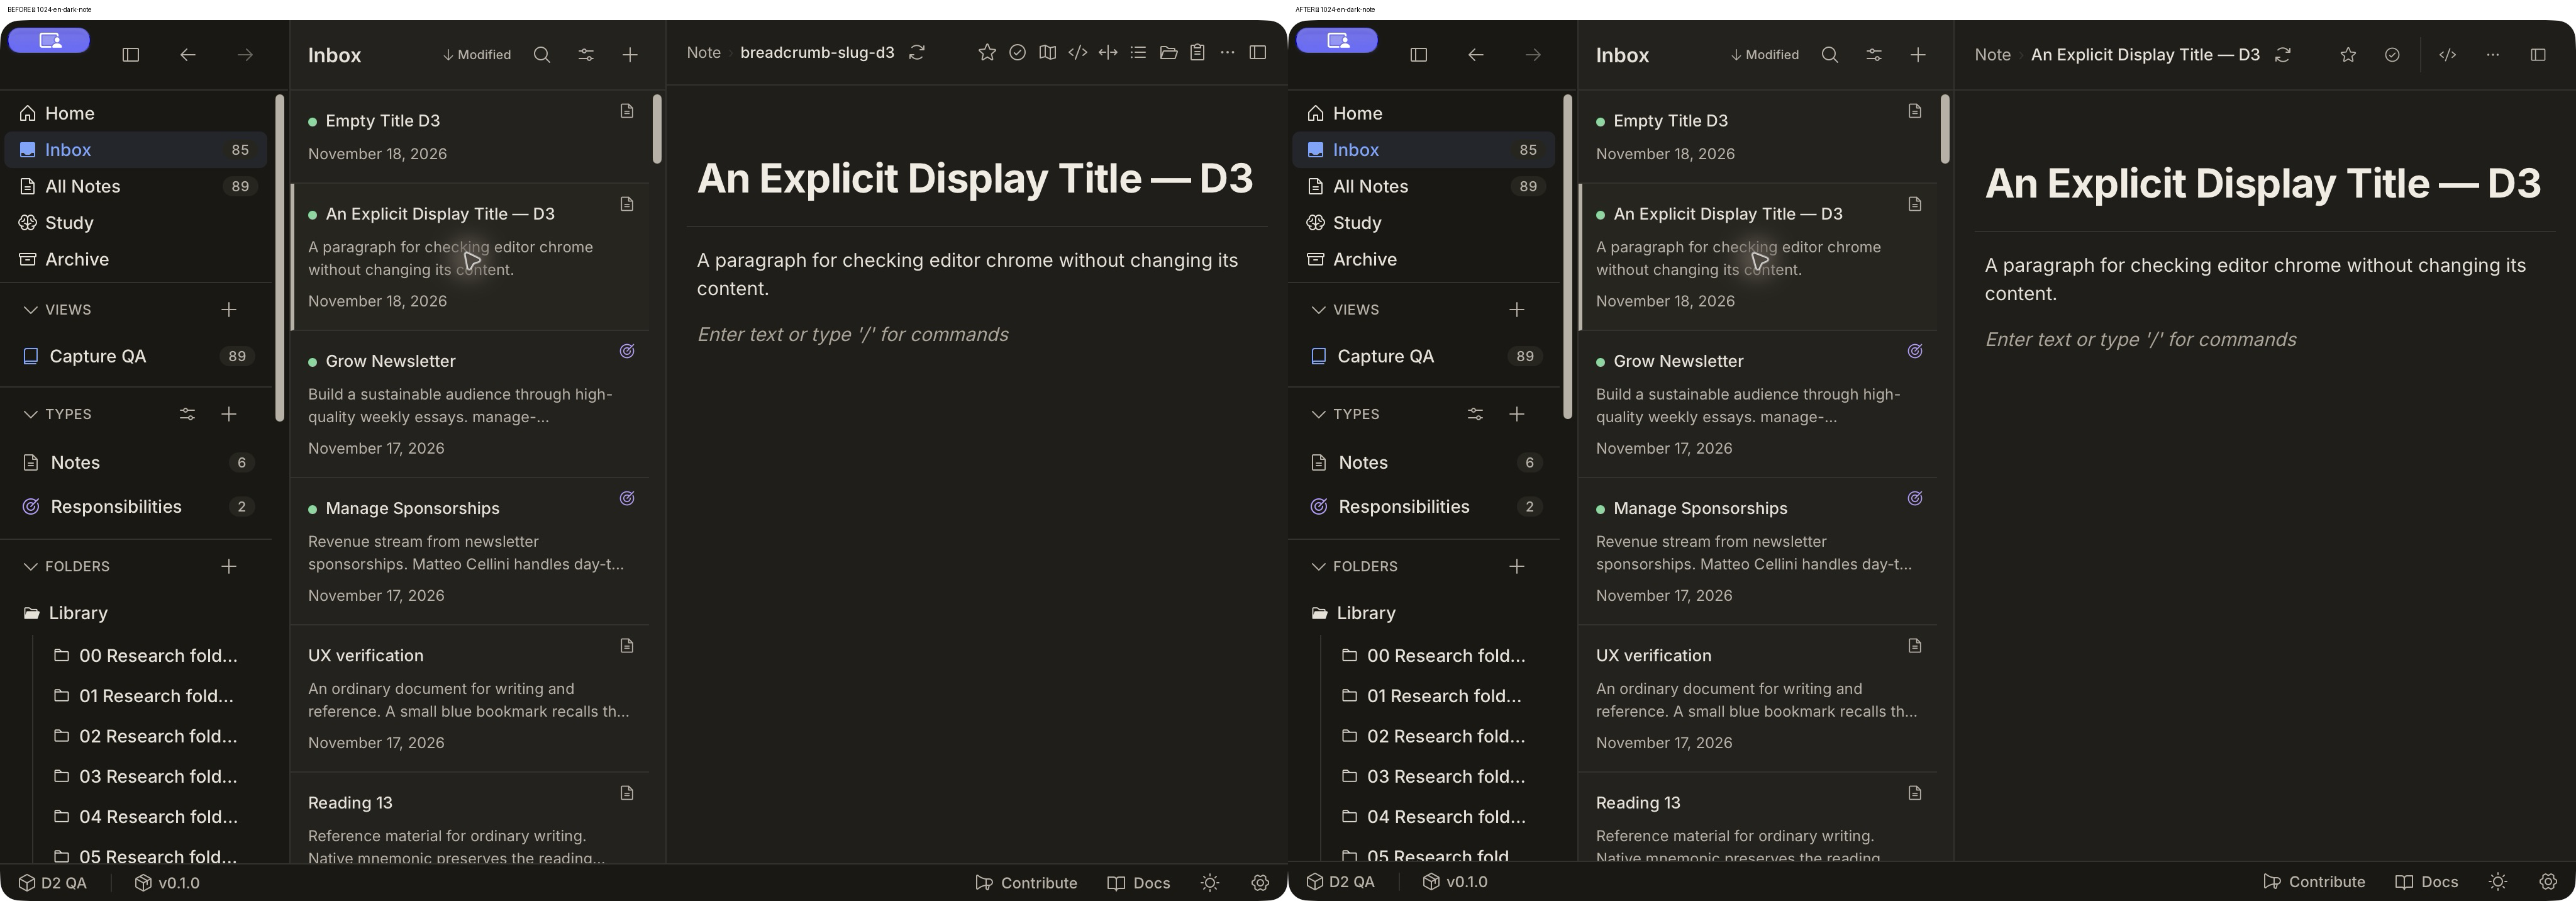 BEFORE 1024-en-dark-note
Inbox
Modified
Note
breadcrumb-slug-d3
Home
Inbox
85
All Notes
89
Study
Archive
VIEWS
Capture QA
89
TYPES
Notes
6
Responsibilities
2
FOLDERS
Library
00 Research fold...
01 Research fold...
02 Research fold...
03 Research fold...
04 Research fold...
05 Research fold...
Empty Title D3
November 18, 2026
An Explicit Display Title — D3
A paragraph for checking editor chrome
without changing its content.
November 18, 2026
Grow Newsletter
Build a sustainable audience through high-
quality weekly essays. manage-...
November 17, 2026
Manage Sponsorships
Revenue stream from newsletter
sponsorships. Matteo Cellini handles day-t...
November 17, 2026
UX verification
An ordinary document for writing and
reference. A small blue bookmark recalls th...
November 17, 2026
Reading 13
Reference material for ordinary writing.
Native mnemonic preserves the reading...
An Explicit Display Title — D3
A paragraph for checking editor chrome without changing its
content.
Enter text or type '/' for commands
D2 QA
v0.1.0
Contribute
Docs
AFTER 1024-en-dark-note
Inbox
Modified
Note
An Explicit Display Title — D3
Home
Inbox
85
All Notes
89
Study
Archive
VIEWS
Capture QA
89
TYPES
Notes
6
Responsibilities
2
FOLDERS
Library
00 Research fold...
01 Research fold...
02 Research fold...
03 Research fold...
04 Research fold...
05 Research fold
Empty Title D3
November 18, 2026
An Explicit Display Title — D3
A paragraph for checking editor chrome
without changing its content.
November 18, 2026
Grow Newsletter
Build a sustainable audience through high-
quality weekly essays. manage-...
November 17, 2026
Manage Sponsorships
Revenue stream from newsletter
sponsorships. Matteo Cellini handles day-t...
November 17, 2026
UX verification
An ordinary document for writing and
reference. A small blue bookmark recalls th...
November 17, 2026
Reading 13
Reference material for ordinary writing.
Native mnemonic preserves the reading
An Explicit Display Title — D3
A paragraph for checking editor chrome without changing its
content.
Enter text or type '/' for commands
D2 QA
v0.1.0
Contribute
Docs